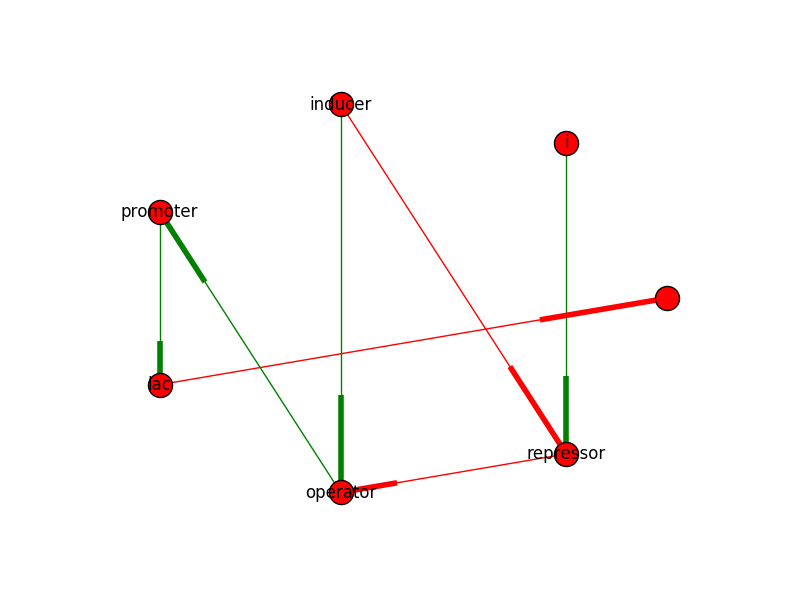 inducer
i
promoter
lac
repressor
operator